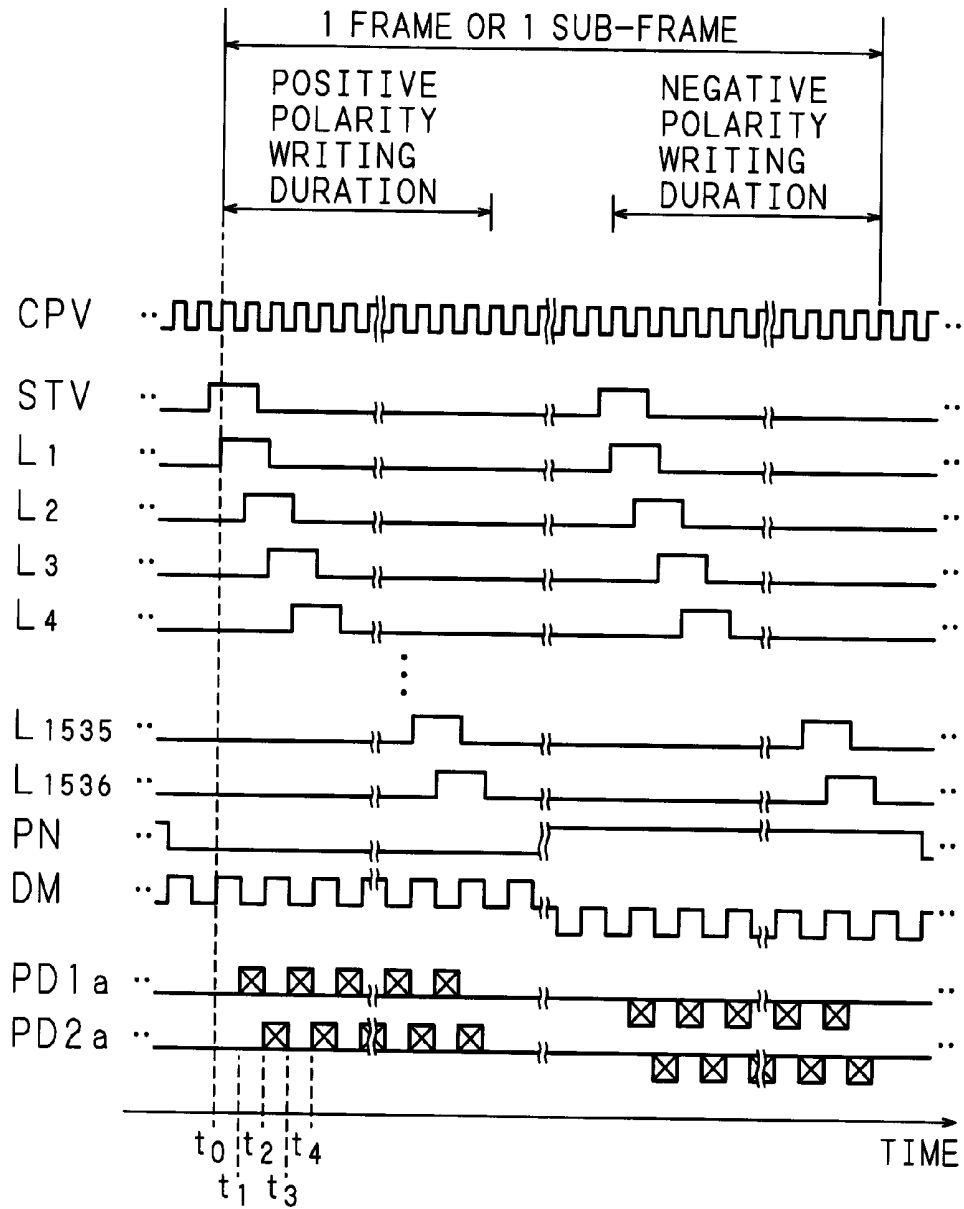 1 FRAME OR 1 SUB-FRAME
POSITIVE
POLARITY
WRITING
DURATION
NEGATIVE
POLARITY
WRITING
DURATION
CPV
STV
L1
L2
L3
L4
L1535
L1536
PN
DM
PD1a
PD2a
t0
t1
t2
t3
t4
TIME